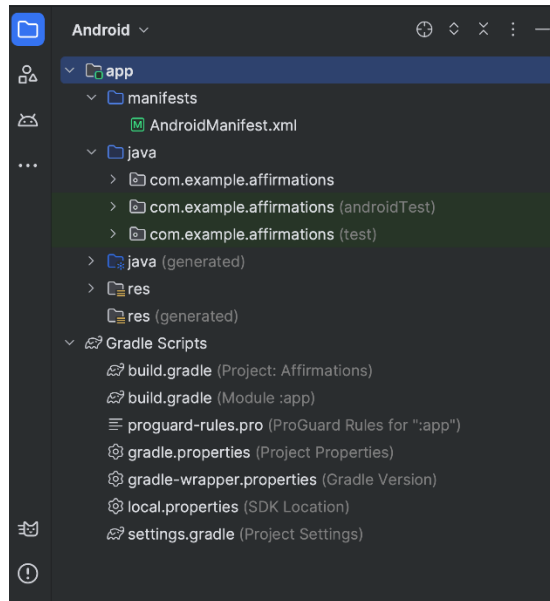 Android
app
manifests
M AndroidManifest.xml
java
com.example.affirmations
com.example.affirmations (androidTest)
com.example.affirmations (test)
java (generated)
res
res (generated)
Gradle Scripts
build.gradle (Project: Affirmations)
build.gradle (Module :app)
proguard-rules.pro (ProGuard Rules for ":app")
gradle.properties (Project Properties)
gradle-wrapper.properties (Gradle Version)
local.properties (SDK Location)
settings.gradle (Project Settings)